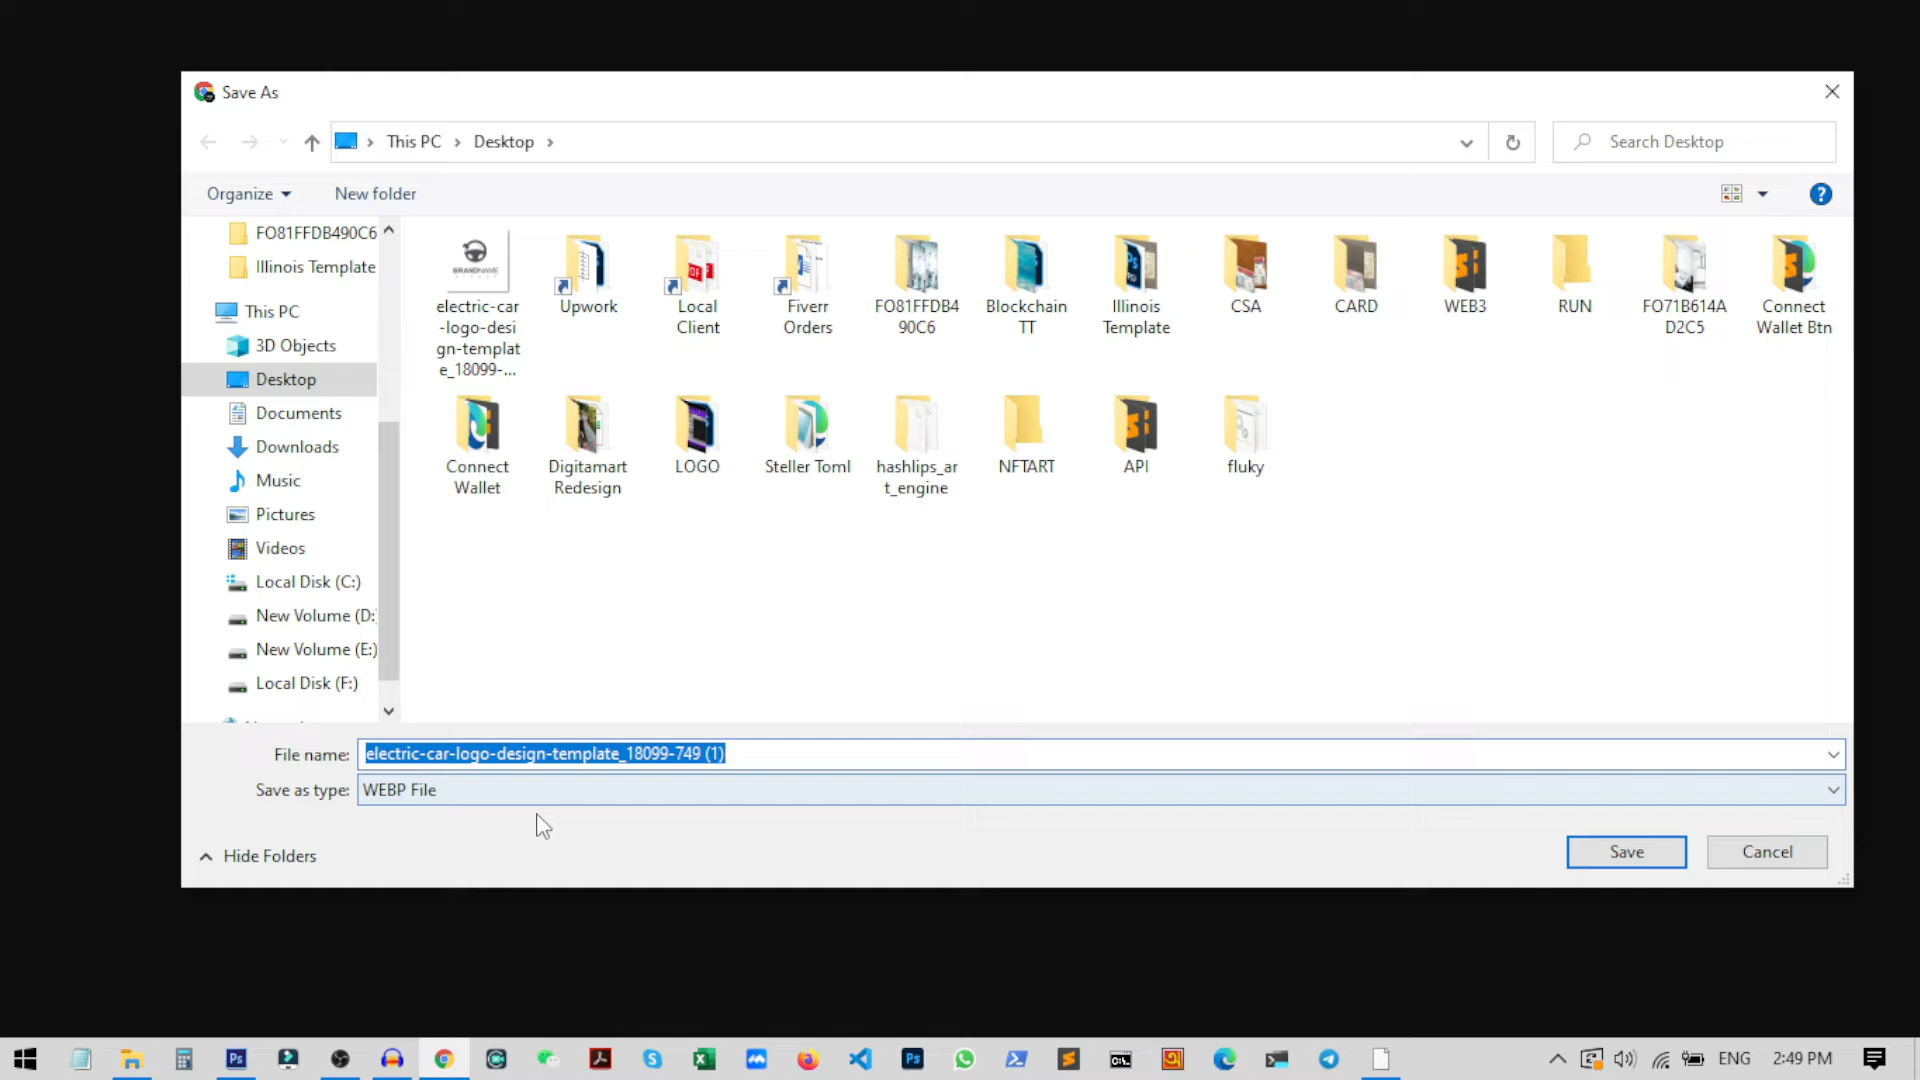 Save As
This PC
Desktop
Search Desktop
Organize
New folder
FO81FFDB490C6
Illinois Template
This PC
3D Objects
Desktop
Documents
Downloads
Music
Pictures
Videos
Local Disk (C:)
New Volume (D:)
New Volume (E:)
Local Disk (F:)
BRANDNAME
electric-car
-logo-desi
gn-templat
e_18099-...
Upwork
Local
Client
Fiverr
Orders
FO81FFDB4
90C6
Blockchain
TT
Illinois
Template
CSA
CARD
WEB3
RUN
FO71B614A
D2C5
Connect
Wallet Btn
Connect
Wallet
Digitamart
Redesign
LOGO
Steller Toml
hashlips_ar
t_engine
NFTART
API
fluky
File name: electric-car-logo-design-template_18099-749 (1)
Save as type: WEBP File
Hide Folders
Save
Cancel
ENG
2:49 PM